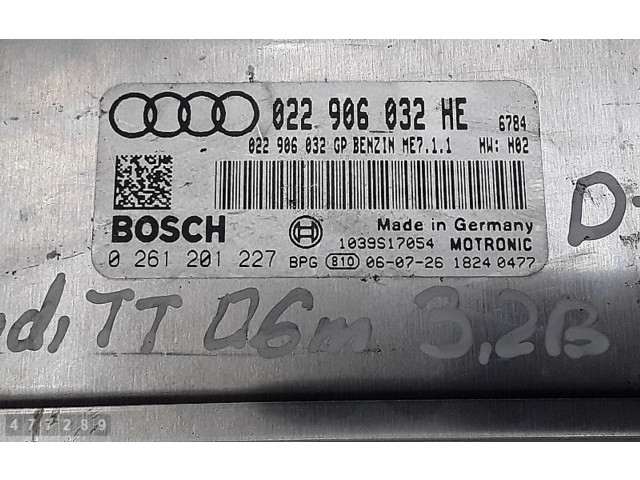 022 906 032 HE 6784
022 906 032 GP BENZIN ME7.1.1 HW: H02
BOSCH Made in Germany
1039S17054 MOTRONIC
0 261 201 227 BPG 810 06-07-26 1824 0477
TT 06m 3,2B
477289